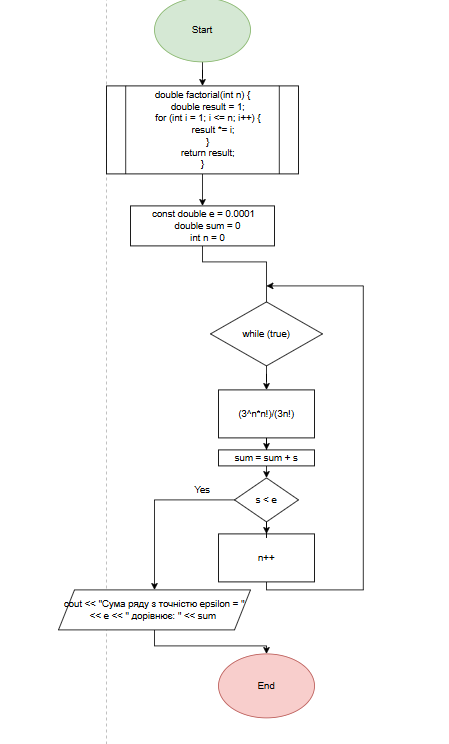 Start
double factorial(int n) {
double result = 1;
for (int i = 1; i <= n; i++) {
result *= i;
}
return result;
}
const double e = 0.0001
double sum = 0
int n = 0
while (true)
(3^n*n!)/(3n!)
sum = sum + s
s < e
Yes
n++
cout << "Сума ряду з точністю epsilon = "
<< e << " дорівнює: " << sum
End